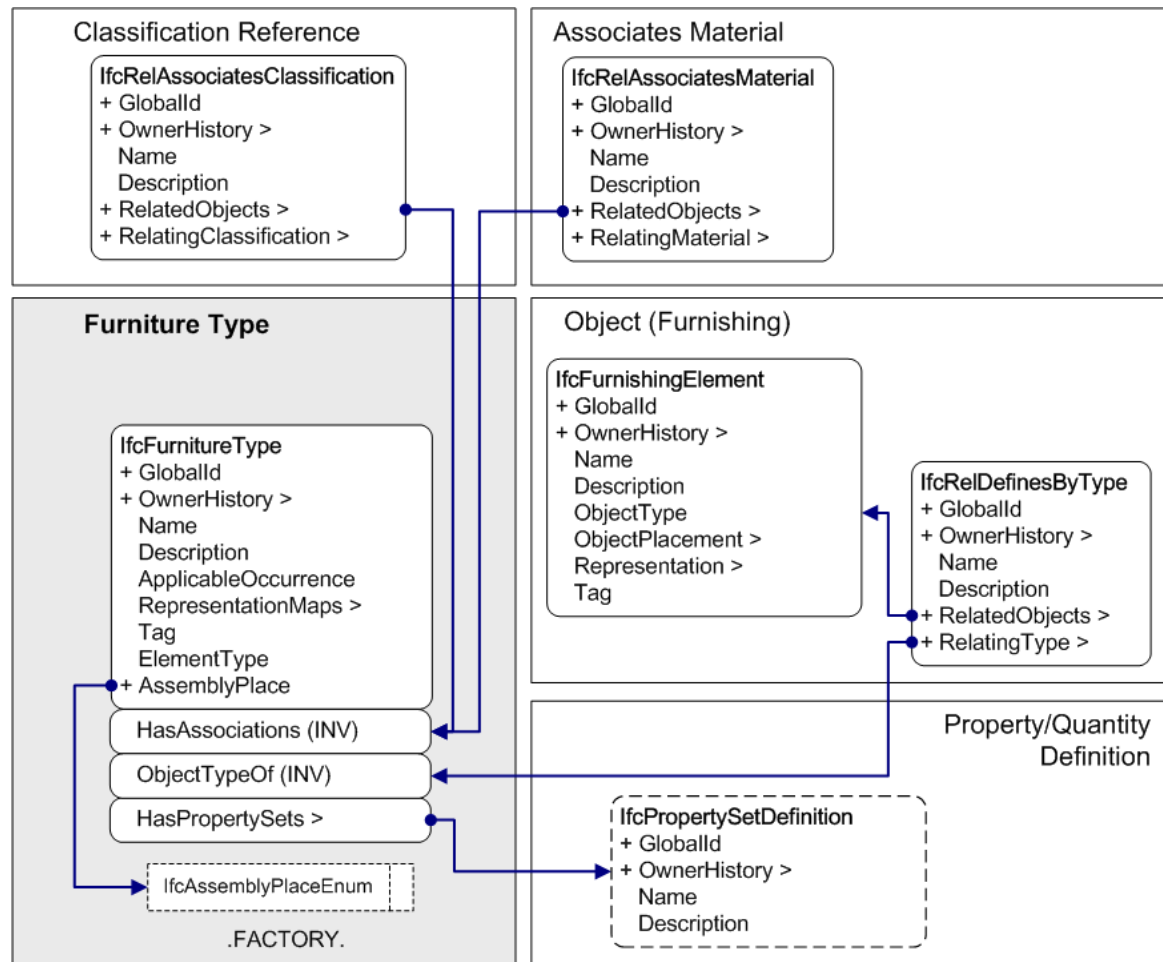 Classification Reference
IfcRelAssociatesClassification
+ GlobalId
+ OwnerHistory >
Name
Description
+ RelatedObjects >
+ RelatingClassification >
Associates Material
IfcRelAssociatesMaterial
+ GlobalId
+ OwnerHistory >
Name
Description
+ RelatedObjects >
+ RelatingMaterial >
Furniture Type
IfcFurnitureType
+ GlobalId
+ OwnerHistory >
Name
Description
ApplicableOccurrence
RepresentationMaps >
Tag
ElementType
+ AssemblyPlace
HasAssociations (INV)
ObjectTypeOf (INV)
HasPropertySets >
IfcAssemblyPlaceEnum
.FACTORY.
Object (Furnishing)
IfcFurnishingElement
+ GlobalId
+ OwnerHistory >
Name
Description
ObjectType
ObjectPlacement >
Representation >
Tag
IfcRelDefinesByType
+ GlobalId
+ OwnerHistory >
Name
Description
+ RelatedObjects >
+ RelatingType >
Property/Quantity
Definition
IfcPropertySetDefinition
+ GlobalId
+ OwnerHistory >
Name
Description